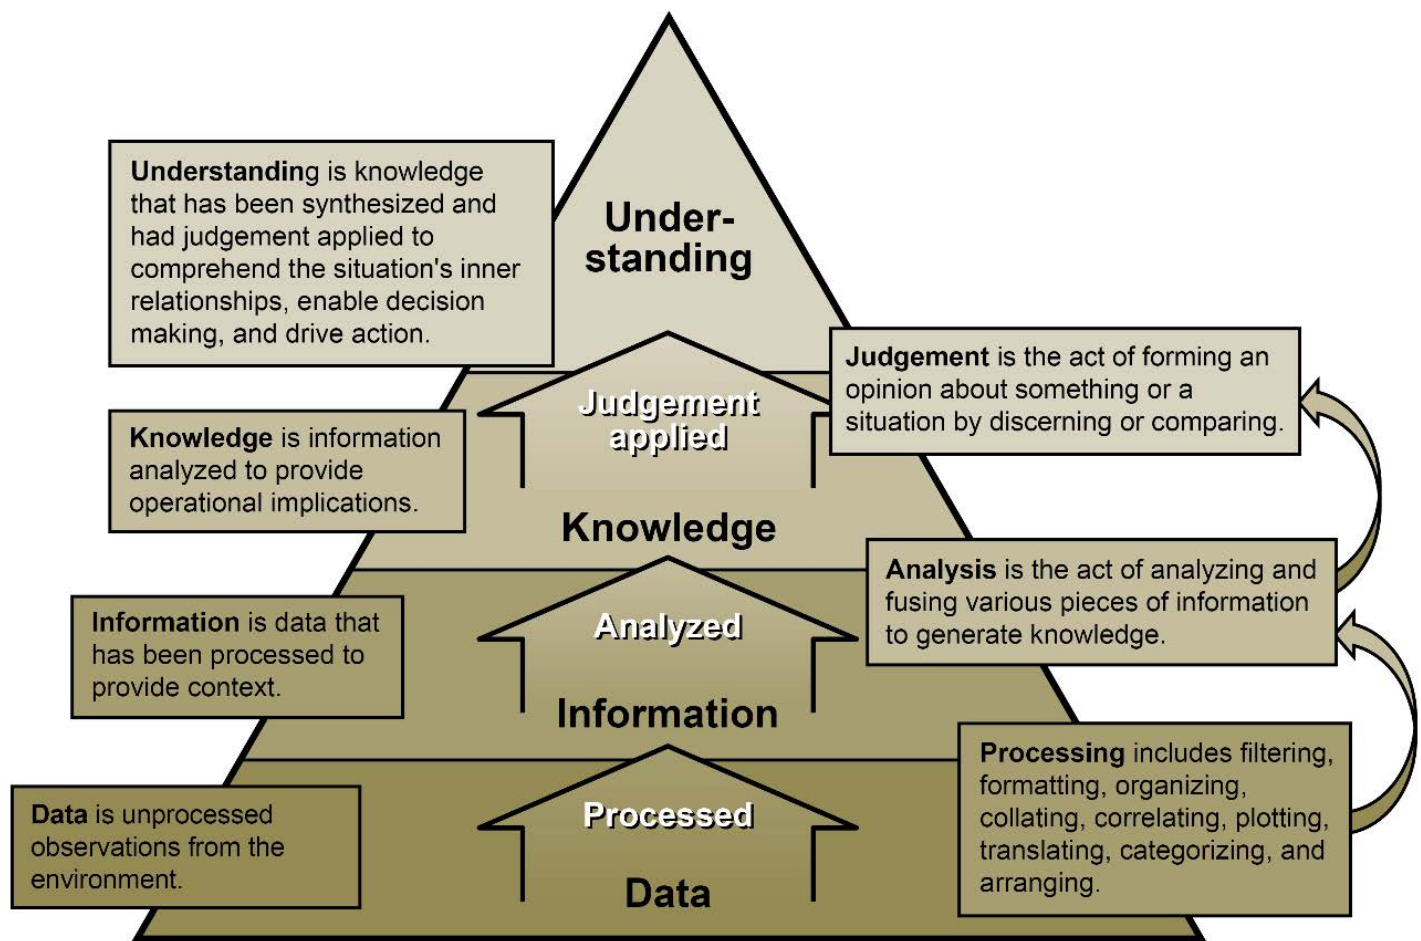 Understanding is knowledge
that has been synthesized and
had judgement applied to
comprehend the situation's inner
relationships, enable decision
making, and drive action.
Under-
standing
Judgement is the act of forming an
opinion about something or a
situation by discerning or comparing.
Judgement
applied
Knowledge is information
analyzed to provide
operational implications.
Knowledge
Analysis is the act of analyzing and
fusing various pieces of information
to generate knowledge.
Analyzed
Information is data that
has been processed to
provide context.
Information
Processing includes filtering,
formatting, organizing,
collating, correlating, plotting,
translating, categorizing, and
arranging.
Processed
Data is unprocessed
observations from the
environment.
Data